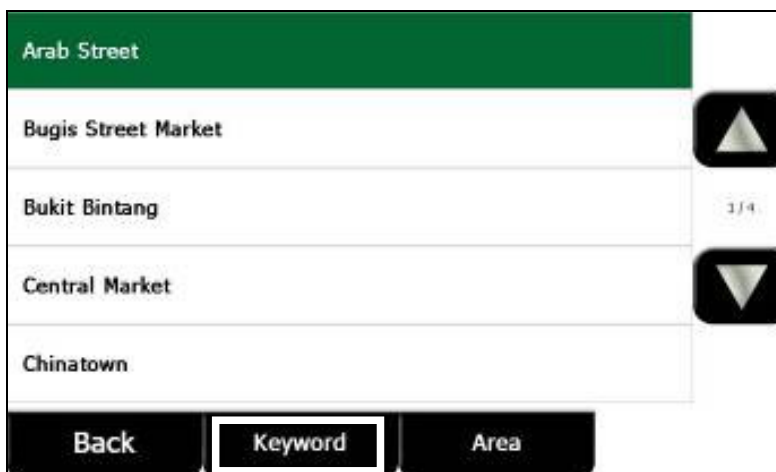 Arab Street
Bugis Street Market
Bukit Bintang
1/4
Central Market
Chinatown
Back Keyword Area